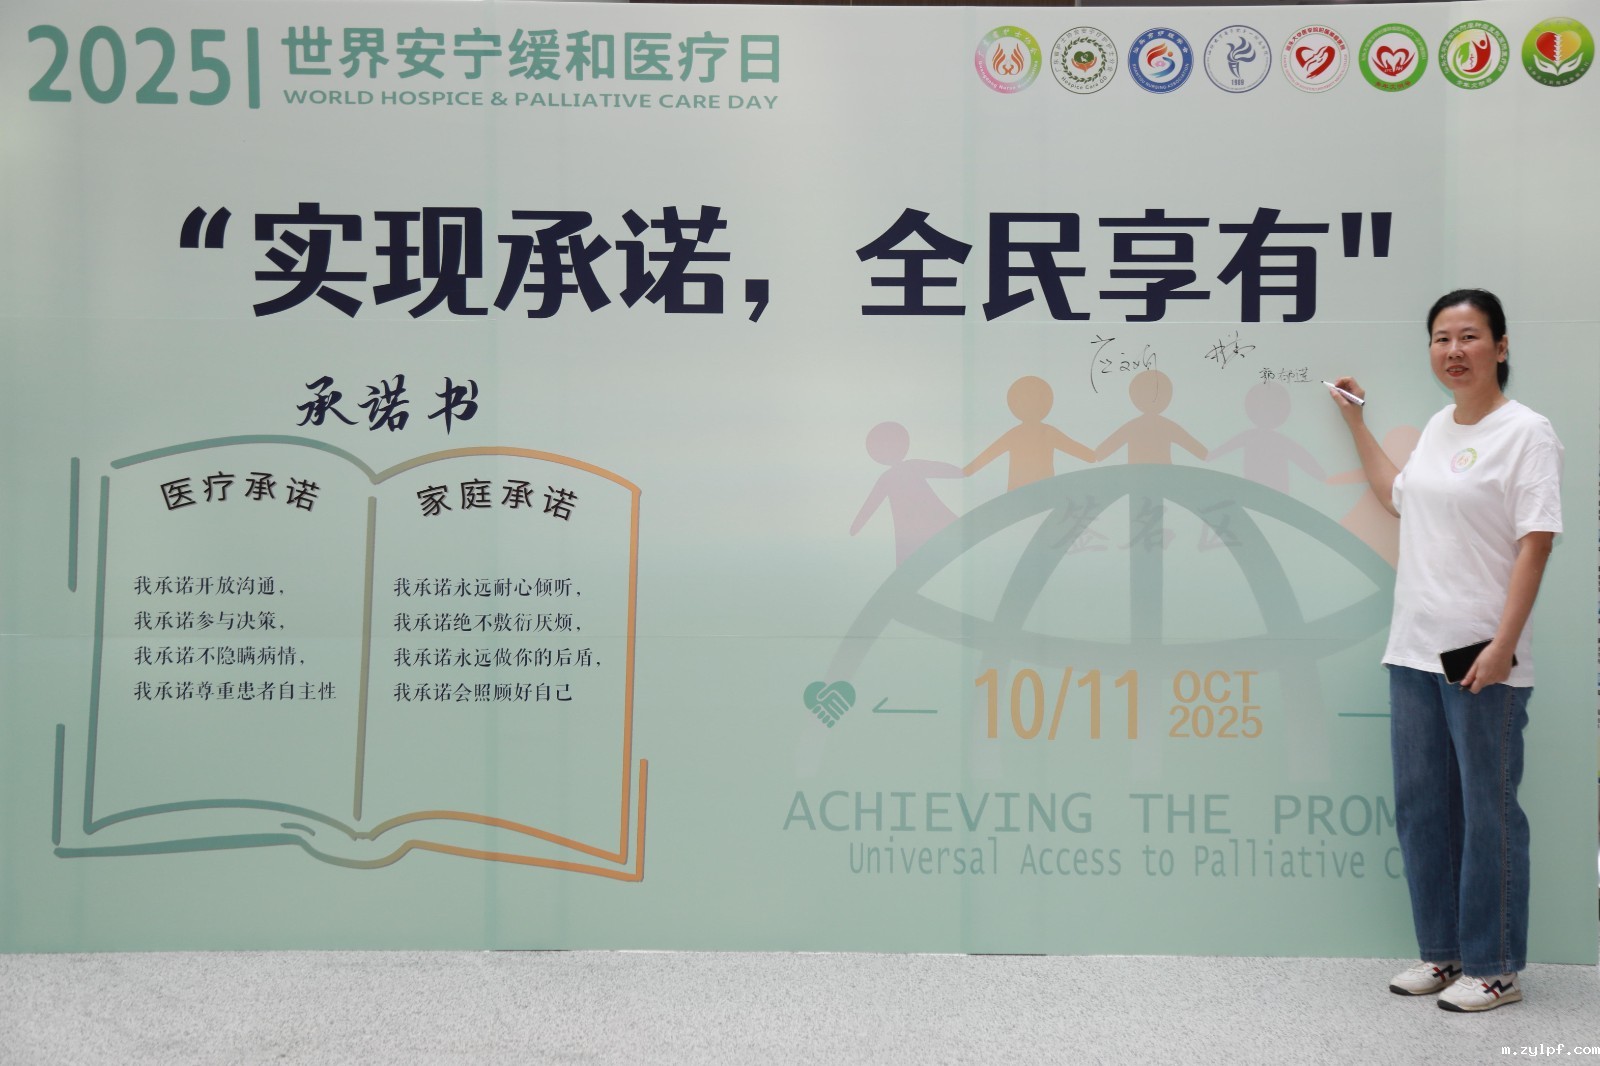 2025
世界安宁缓和医疗日
WORLD HOSPICE & PALLIATIVE CARE DAY
“实现承诺，全民享有"
承诺书
医疗承诺
我承诺开放沟通，
我承诺参与决策，
我承诺不隐瞒病情，
我承诺尊重患者自主性
家庭承诺
我承诺永远耐心倾听，
我承诺绝不敷衍厌烦，
我承诺永远做你的后盾，
我承诺会照顾好自己
签名区
10/11 OCT 2025
ACHIEVING THE PROM
Universal Access to Palliative C
m.zylpf.com